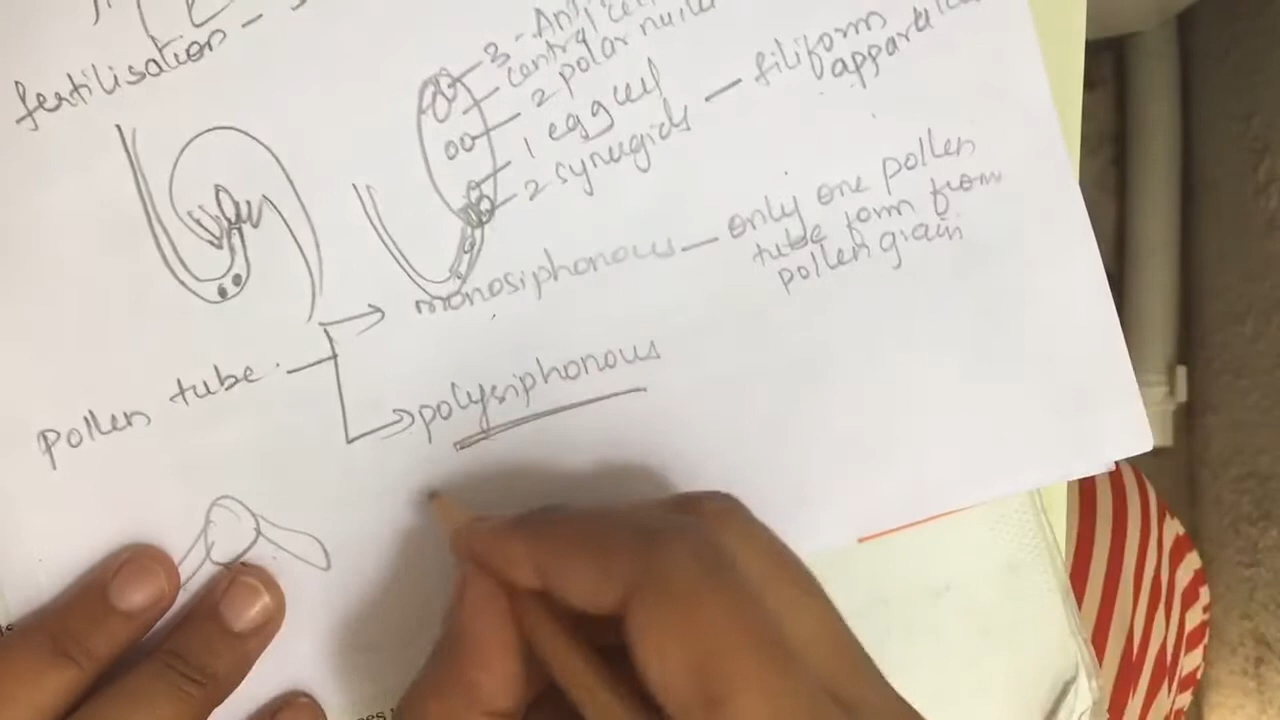 fertilisation -
3 - Anti
central
2 polar nuclei
1 egg cell
2 synergids — filiform
apparatus
monosiphonous — only one pollen
tube form from
pollen grain
pollen tube
polysiphonous